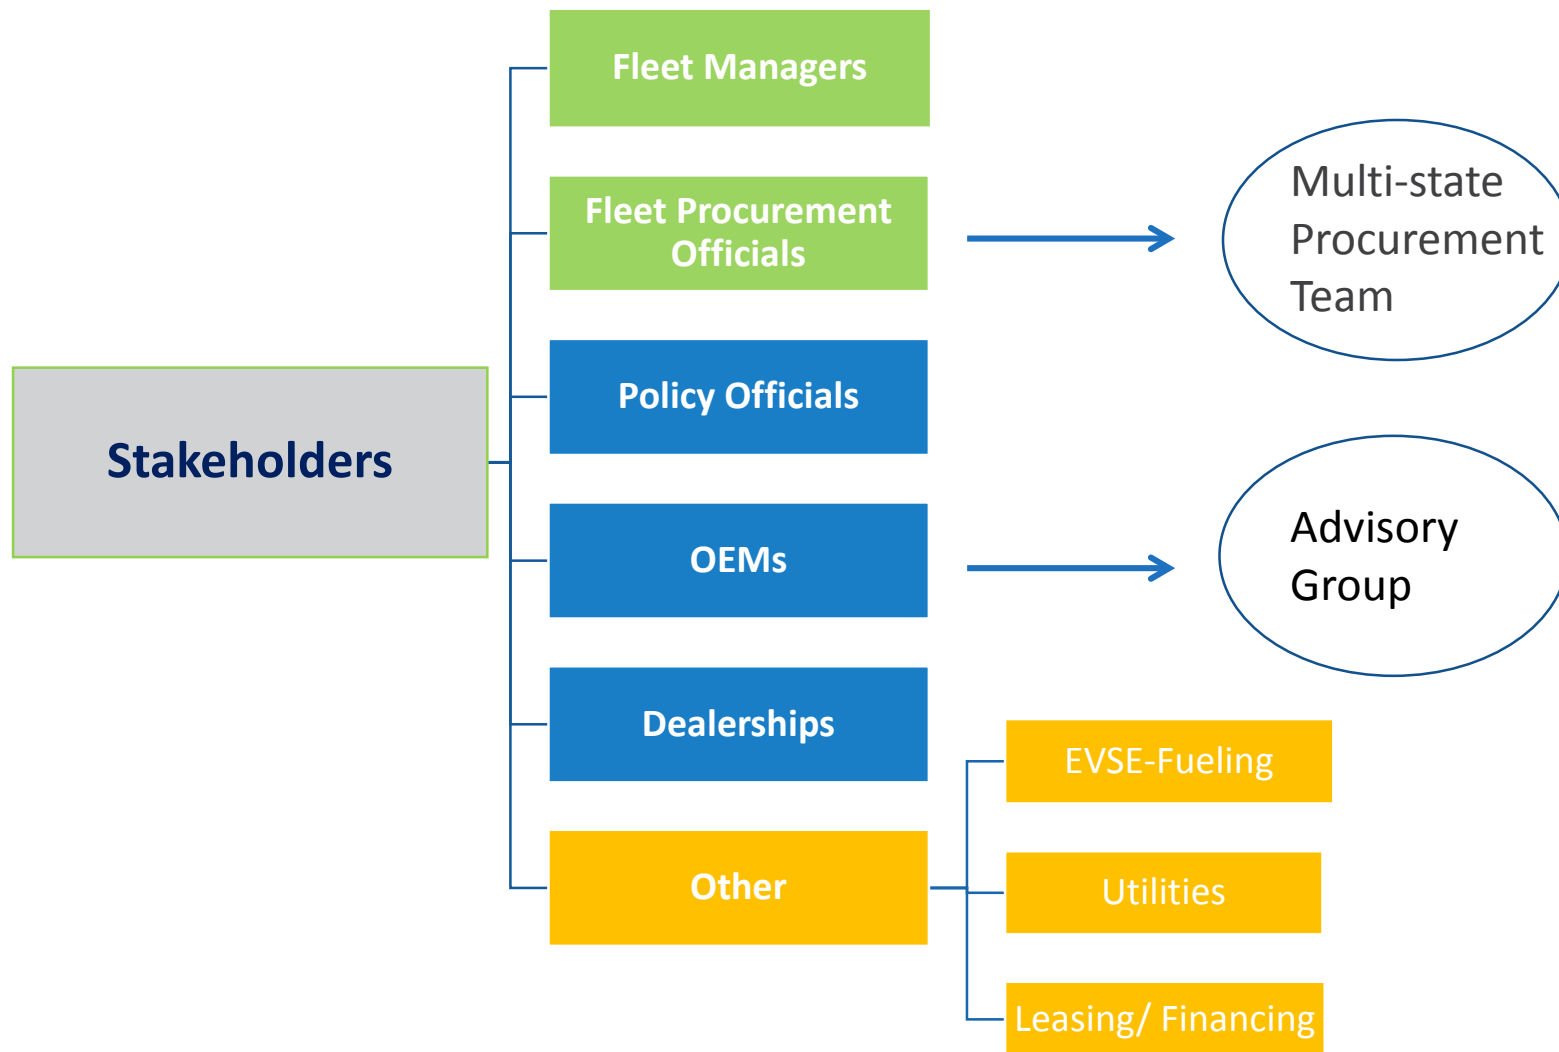 Fleet Managers
Fleet Procurement
Officials
Multi-state
Procurement
Team
Policy Officials
Stakeholders
OEMs
Advisory
Group
Dealerships
EVSE-Fueling
Other
Utilities
Leasing/ Financing